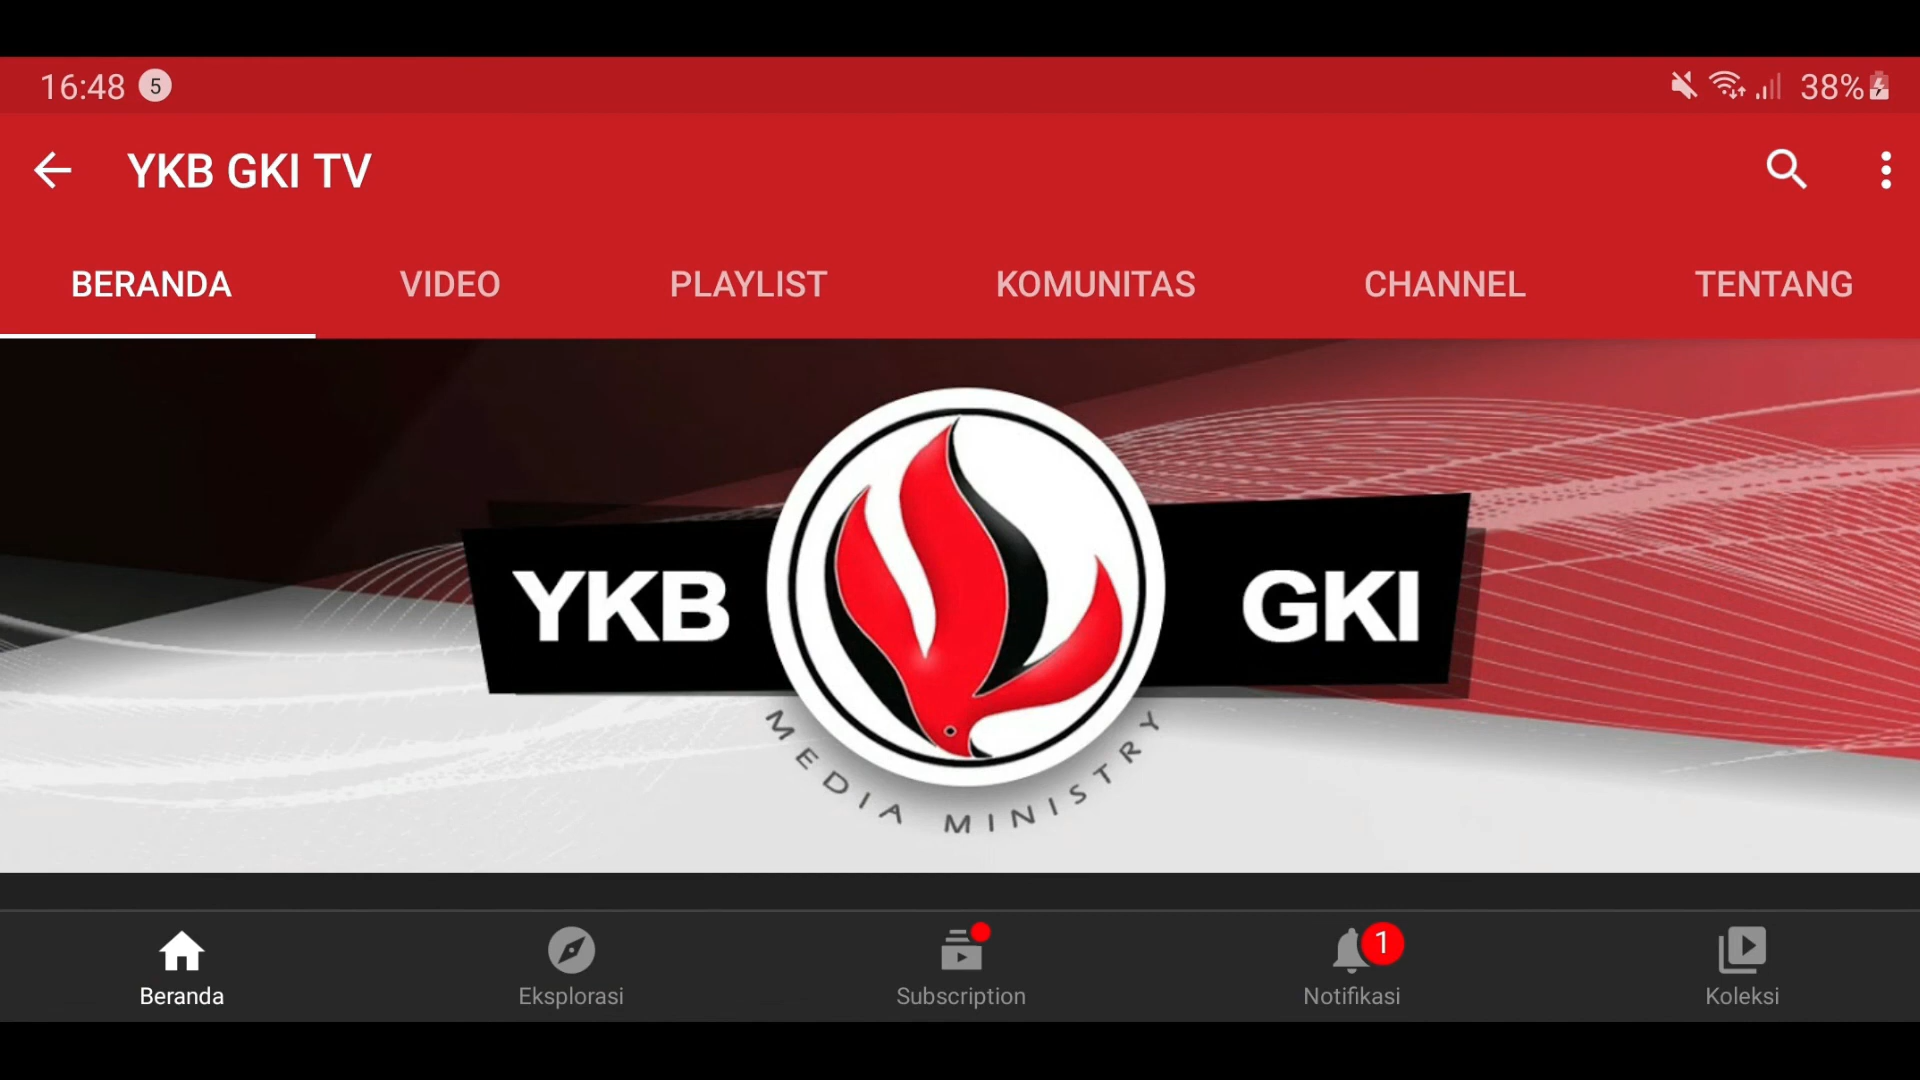 16:48 5 38%
YKB GKI TV
BERANDA VIDEO PLAYLIST KOMUNITAS CHANNEL TENTANG
YKB GKI
MEDIA MINISTRY
1
Beranda Eksplorasi Subscription Notifikasi Koleksi